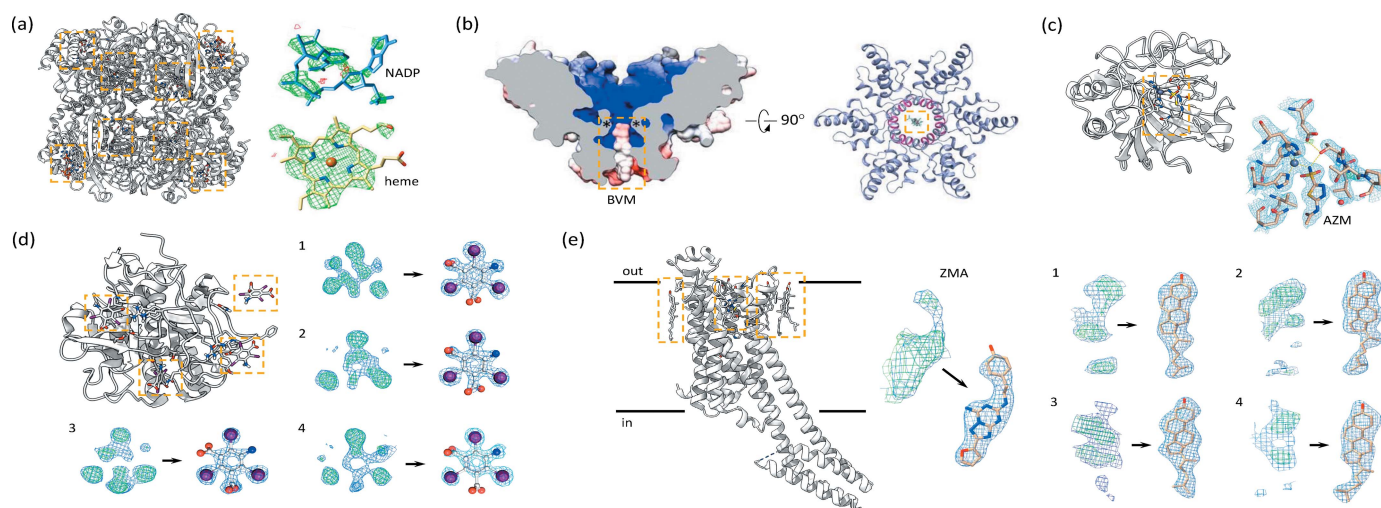 (a)
NADP
heme
(b)
* *
BVM
90°
(c)
AZM
(d)
1
2
3
4
(e)
out
in
ZMA
1
2
3
4